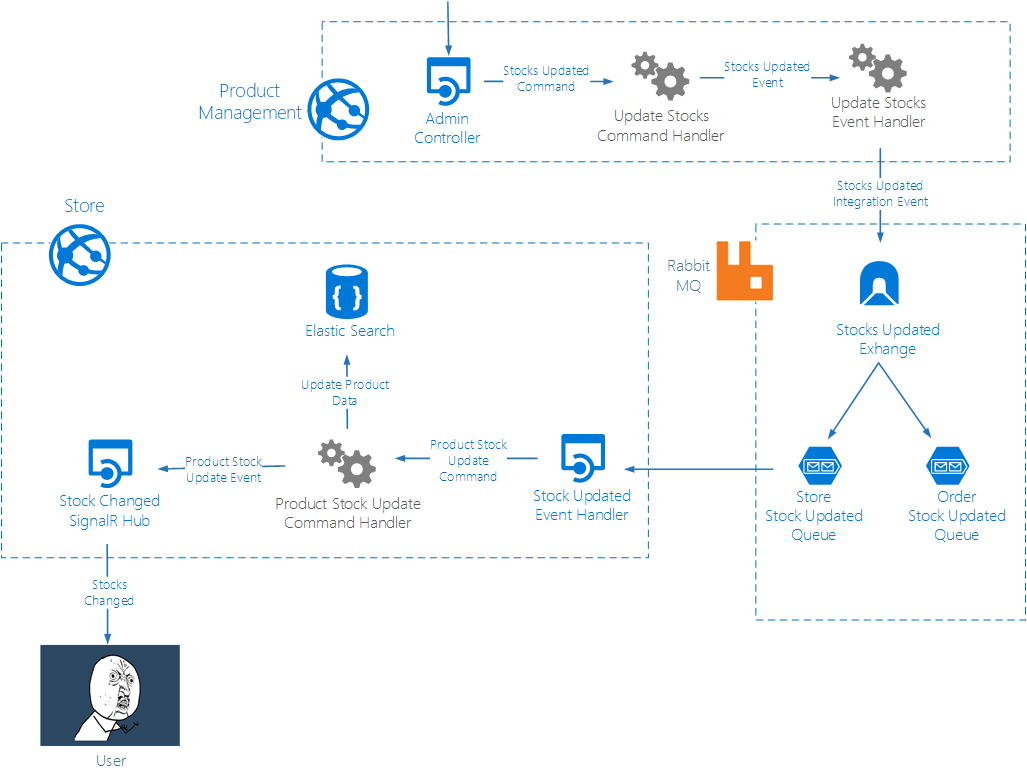 Product
Management
Admin
Controller
Stocks Updated
Command
Update Stocks
Command Handler
Stocks Updated
Event
Update Stocks
Event Handler
Stocks Updated
Integration Event
Rabbit
MQ
Stocks Updated
Exhange
Store
Stock Updated
Queue
Order
Stock Updated
Queue
Store
Elastic Search
Update Product
Data
Product Stock
Update
Command
Stock Updated
Event Handler
Product Stock Update
Command Handler
Product Stock
Update Event
Stock Changed
SignalR Hub
Stocks
Changed
User